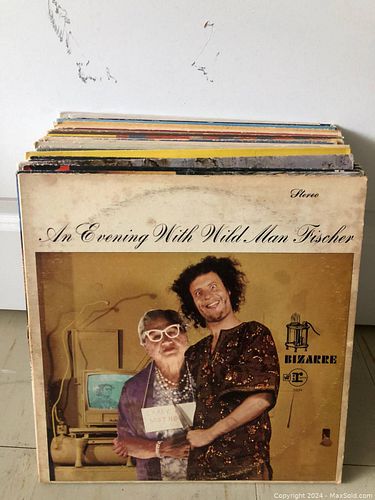 Stereo
An Evening With Wild Man Fischer
BIZARRE
Copyright 2024 - MaxSold.com